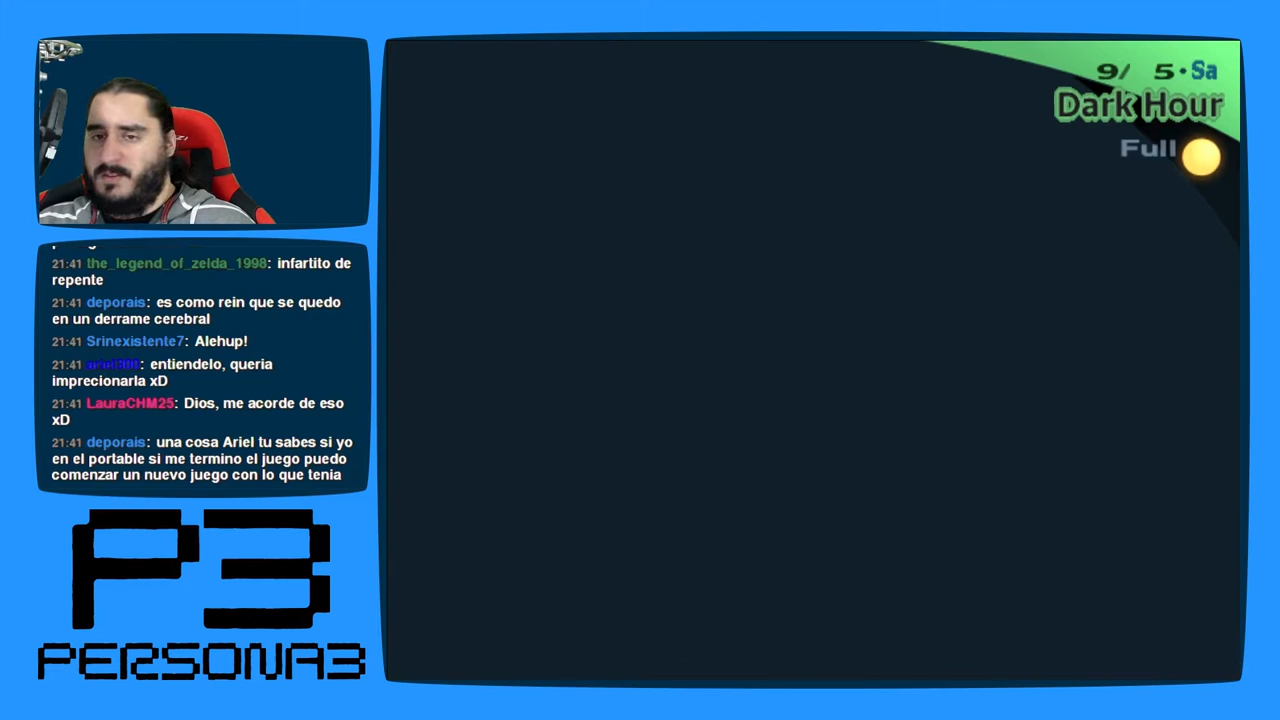 9/ 5・Sa
Dark Hour
Full
21:41 the_legend_of_zelda_1998: infartito de
repente
21:41 deporais: es como rein que se quedo
en un derrame cerebral
21:41 Srinexistente7: Alehup!
21:41 : entiendelo, queria
imprecionarla xD
21:41 LauraCHM25: Dios, me acorde de eso
xD
21:41 deporais: una cosa Ariel tu sabes si yo
en el portable si me termino el juego puedo
comenzar un nuevo juego con lo que tenia
P3
PERSONA3